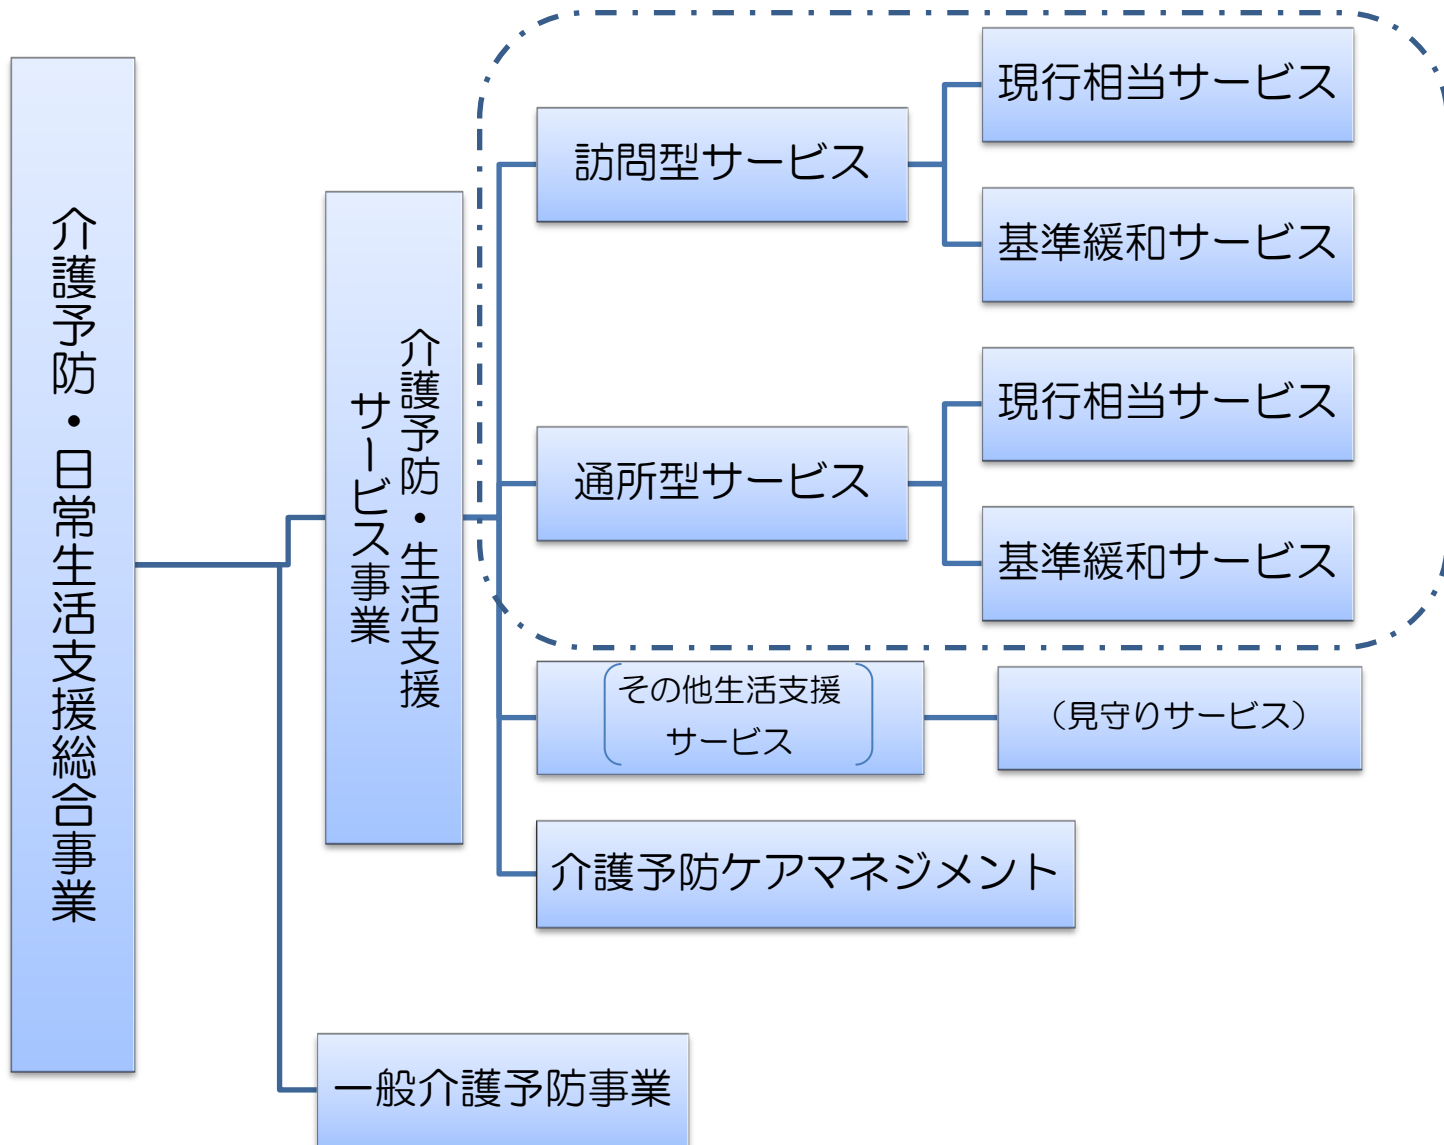 介護予防・日常生活支援総合事業
介護予防・生活支援
サービス事業
訪問型サービス
現行相当サービス
基準緩和サービス
通所型サービス
現行相当サービス
基準緩和サービス
その他生活支援
サービス
（見守りサービス）
介護予防ケアマネジメント
一般介護予防事業